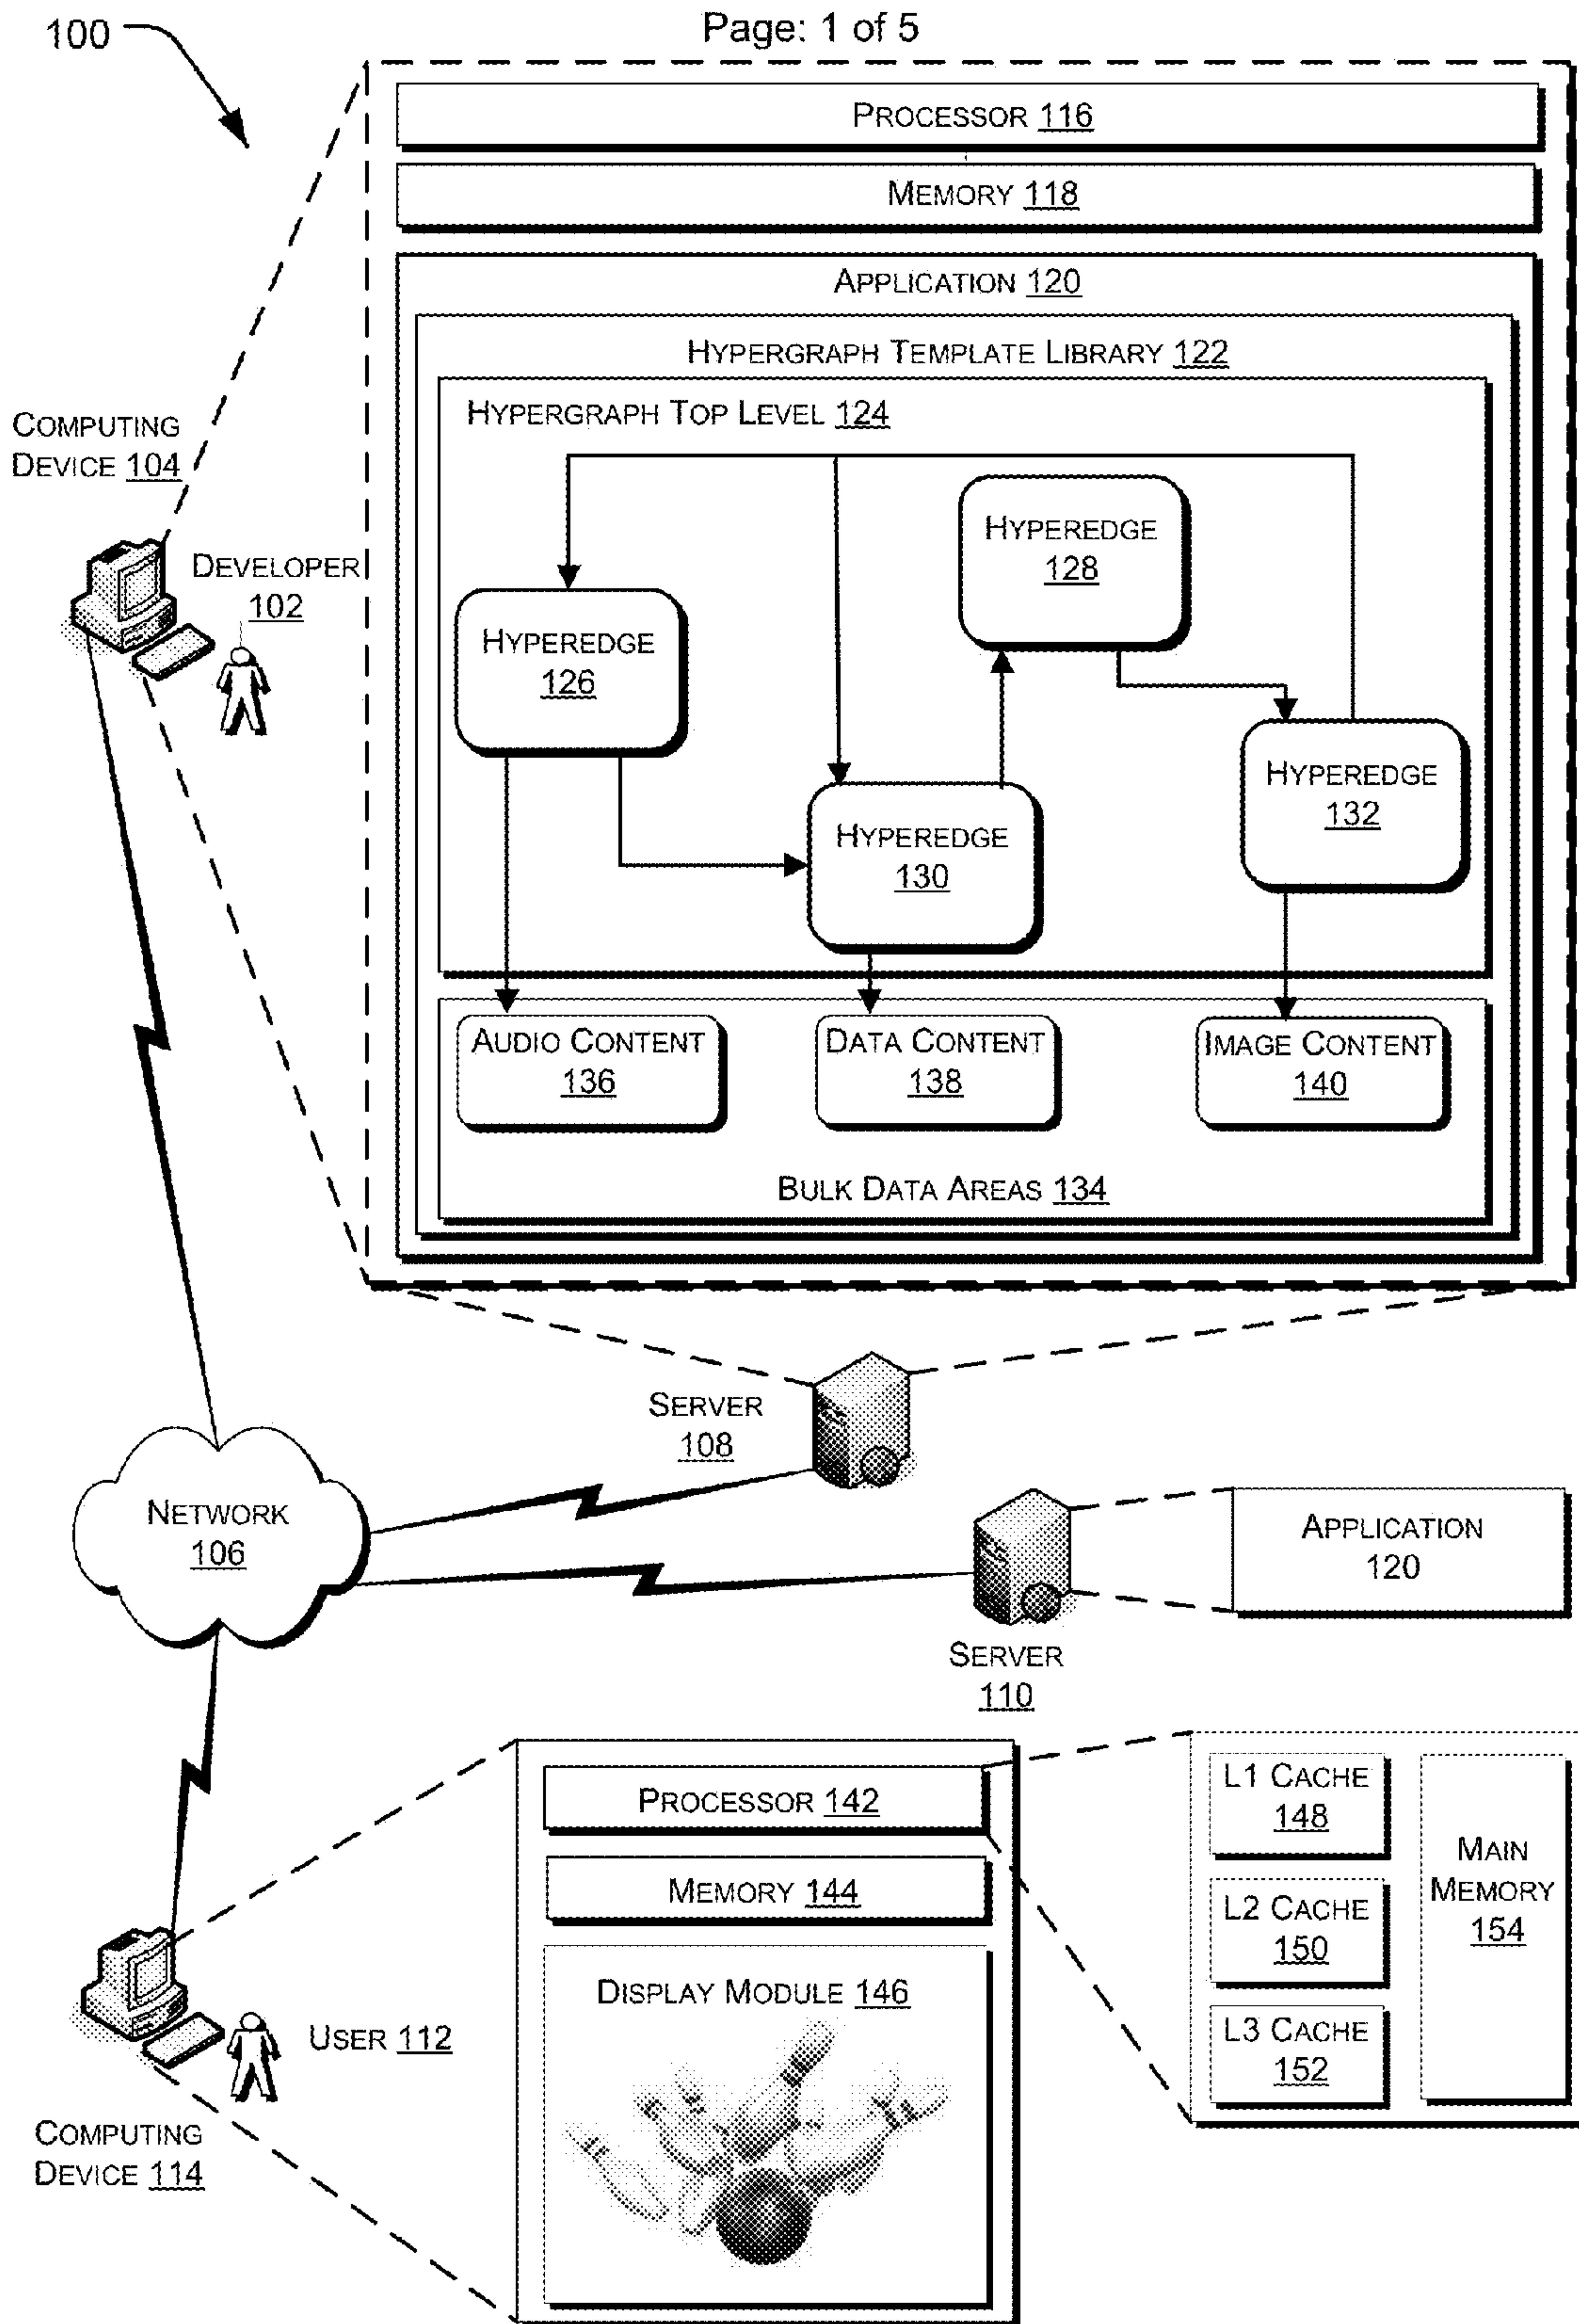 Page: 1 of 5
100
PROCESSOR 116
MEMORY 118
APPLICATION 120
HYPERGRAPH TEMPLATE LIBRARY 122
HYPERGRAPH TOP LEVEL 124
COMPUTING
DEVICE 104
DEVELOPER
102
HYPEREDGE
128
HYPEREDGE
126
HYPEREDGE
132
HYPEREDGE
130
AUDIO CONTENT
136
DATA CONTENT
138
IMAGE CONTENT
140
BULK DATA AREAS 134
SERVER
108
NETWORK
106
APPLICATION
120
SERVER
110
PROCESSOR 142
MEMORY 144
DISPLAY MODULE 146
L1 CACHE
148
L2 CACHE
150
L3 CACHE
152
MAIN
MEMORY
154
USER 112
COMPUTING
DEVICE 114